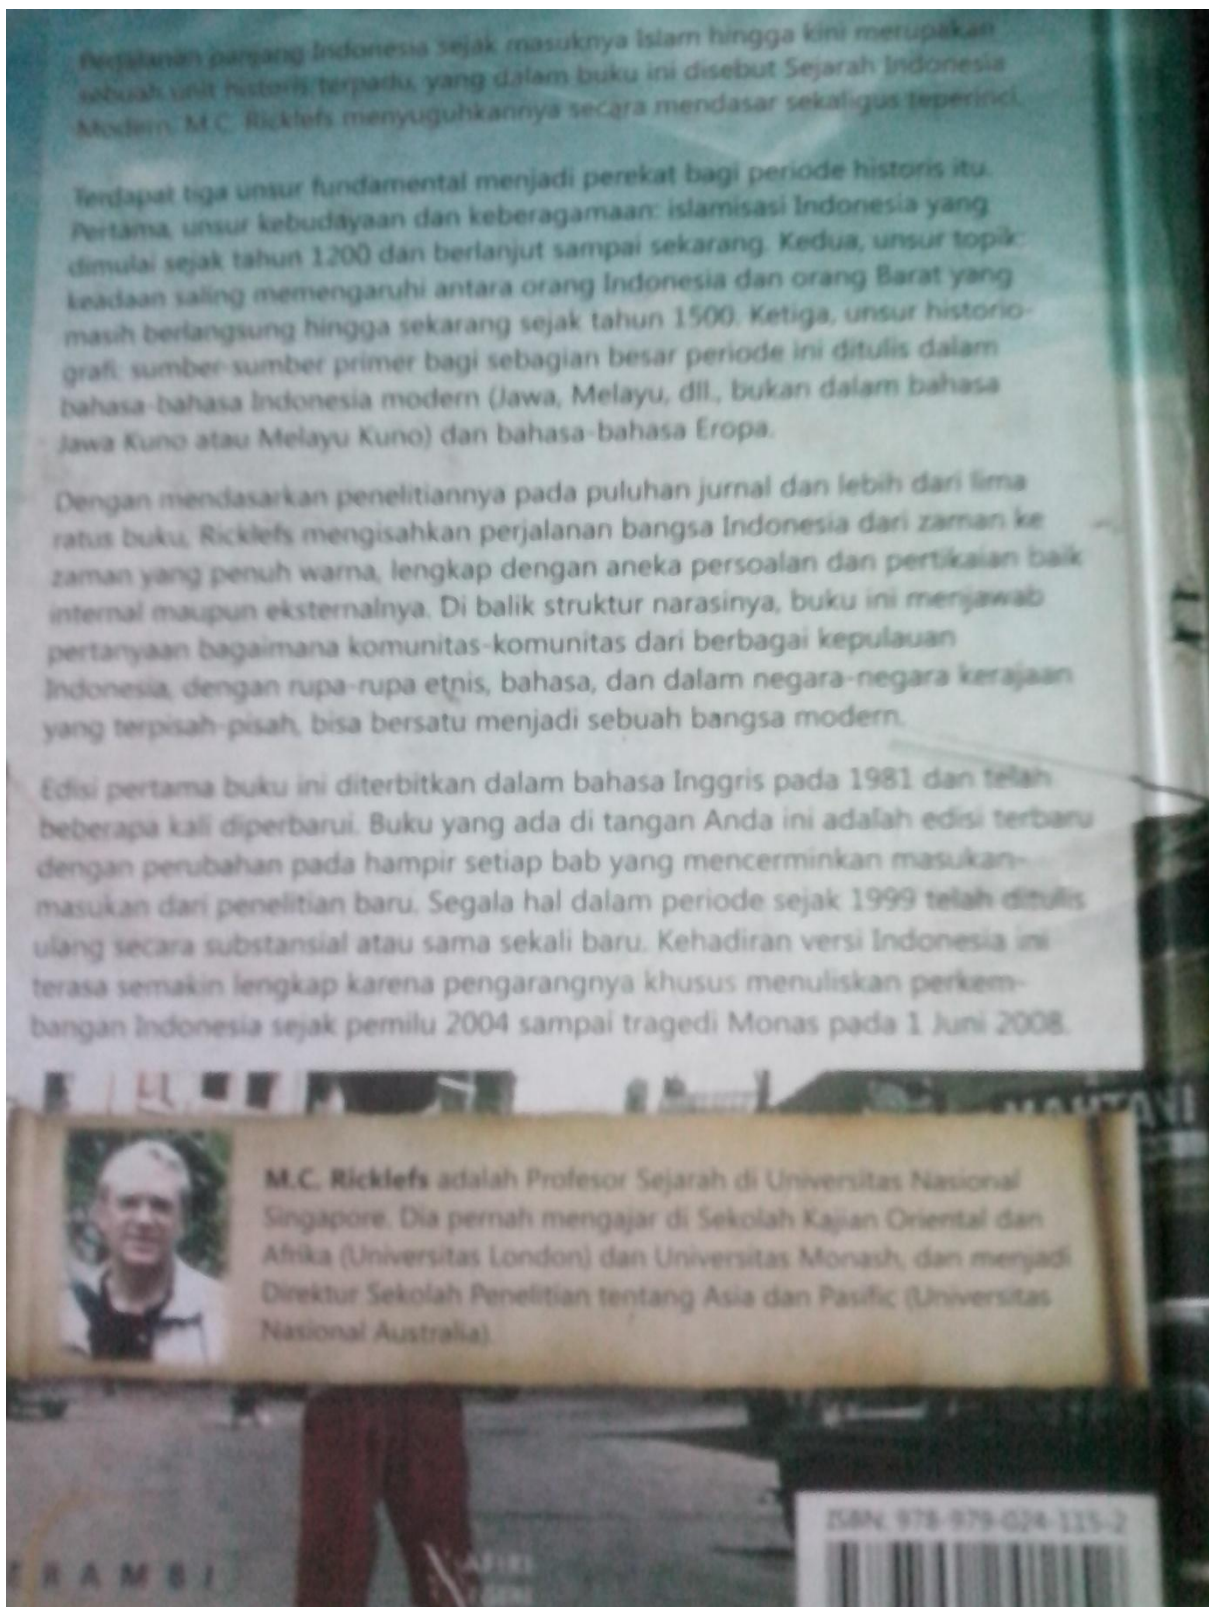 Perjalanan panjang Indonesia sejak masuknya Islam hingga kini merupakan
sebuah unit historis terpadu, yang dalam buku ini disebut Sejarah Indonesia
Modern. M.C. Ricklefs menyuguhkannya secara mendasar sekaligus teperinci.
Terdapat tiga unsur fundamental menjadi perekat bagi periode historis itu.
Pertama, unsur kebudayaan dan keberagamaan: islamisasi Indonesia yang
dimulai sejak tahun 1200 dan berlanjut sampai sekarang. Kedua, unsur topik:
keadaan saling memengaruhi antara orang Indonesia dan orang Barat yang
masih berlangsung hingga sekarang sejak tahun 1500. Ketiga, unsur historio-
grafi: sumber-sumber primer bagi sebagian besar periode ini ditulis dalam
bahasa-bahasa Indonesia modern (Jawa, Melayu, dll., bukan dalam bahasa
Jawa Kuno atau Melayu Kuno) dan bahasa-bahasa Eropa.
Dengan mendasarkan penelitiannya pada puluhan jurnal dan lebih dari lima
ratus buku, Ricklefs mengisahkan perjalanan bangsa Indonesia dari zaman ke
zaman yang penuh warna, lengkap dengan aneka persoalan dan pertikaian baik
internal maupun eksternalnya. Di balik struktur narasinya, buku ini menjawab
pertanyaan bagaimana komunitas-komunitas dari berbagai kepulauan
Indonesia, dengan rupa-rupa etnis, bahasa, dan dalam negara-negara kerajaan
yang terpisah-pisah, bisa bersatu menjadi sebuah bangsa modern.
Edisi pertama buku ini diterbitkan dalam bahasa Inggris pada 1981 dan telah
beberapa kali diperbarui. Buku yang ada di tangan Anda ini adalah edisi terbaru
dengan perubahan pada hampir setiap bab yang mencerminkan masukan-
masukan dari penelitian baru. Segala hal dalam periode sejak 1999 telah ditulis
ulang secara substansial atau sama sekali baru. Kehadiran versi Indonesia ini
terasa semakin lengkap karena pengarangnya khusus menuliskan perkem-
bangan Indonesia sejak pemilu 2004 sampai tragedi Monas pada 1 Juni 2008.
M.C. Ricklefs adalah Profesor Sejarah di Universitas Nasional
Singapore. Dia pernah mengajar di Sekolah Kajian Oriental dan
Afrika (Universitas London) dan Universitas Monash, dan menjadi
Direktur Sekolah Penelitian tentang Asia dan Pasific (Universitas
Nasional Australia).
ISBN: 978-979-024-115-2
ERAMBI